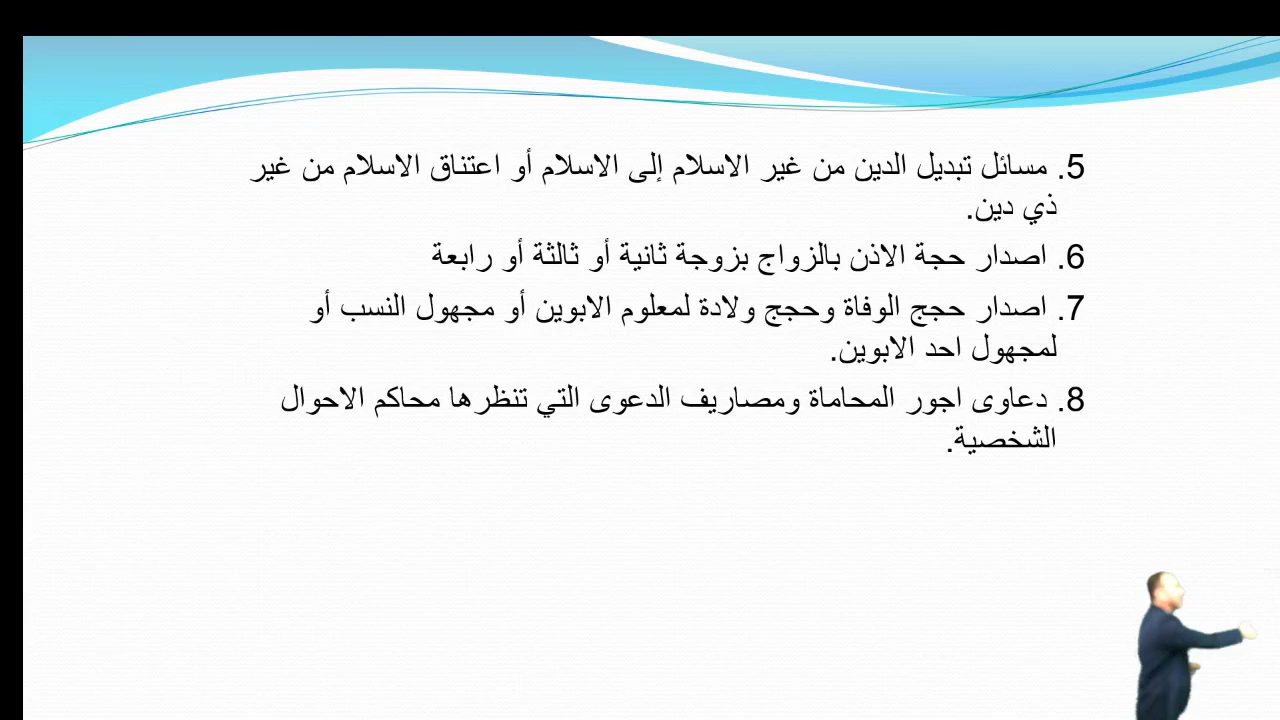 5. مسائل تبديل الدين من غير الاسلام إلى الاسلام أو اعتناق الاسلام من غير
ذي دين.
6. اصدار حجة الاذن بالزواج بزوجة ثانية أو ثالثة أو رابعة
7. اصدار حجج الوفاة وحجج ولادة لمعلوم الابوين أو مجهول النسب أو
لمجهول احد الابوين.
8. دعاوى اجور المحاماة ومصاريف الدعوى التي تنظرها محاكم الاحوال
الشخصية.